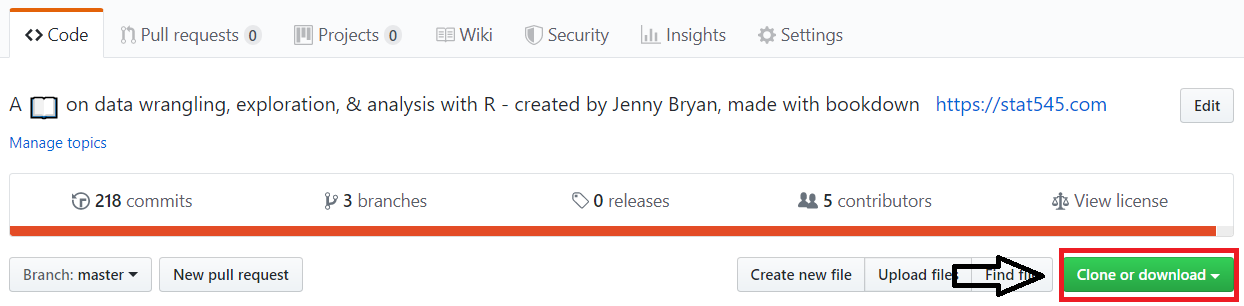 Code Pull requests 0 Projects 0 Wiki Security Insights Settings
A on data wrangling, exploration, & analysis with R - created by Jenny Bryan, made with bookdown https://stat545.com Edit
Manage topics
218 commits 3 branches 0 releases 5 contributors View license
Branch: master New pull request Create new file Upload files Find file Clone or download